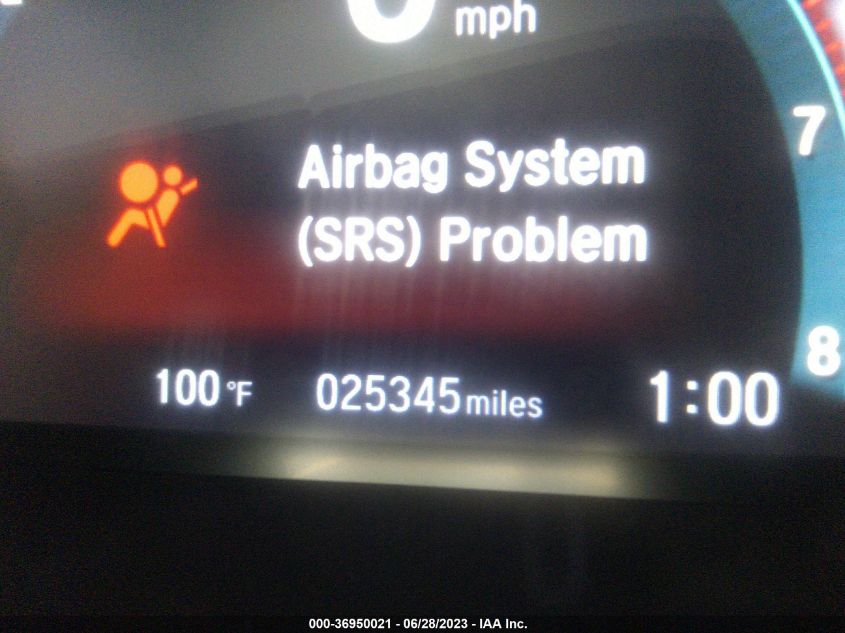 0 mph
7
Airbag System
(SRS) Problem
8
100 °F 025345 miles 1:00
000-36950021 - 06/28/2023 - IAA Inc.